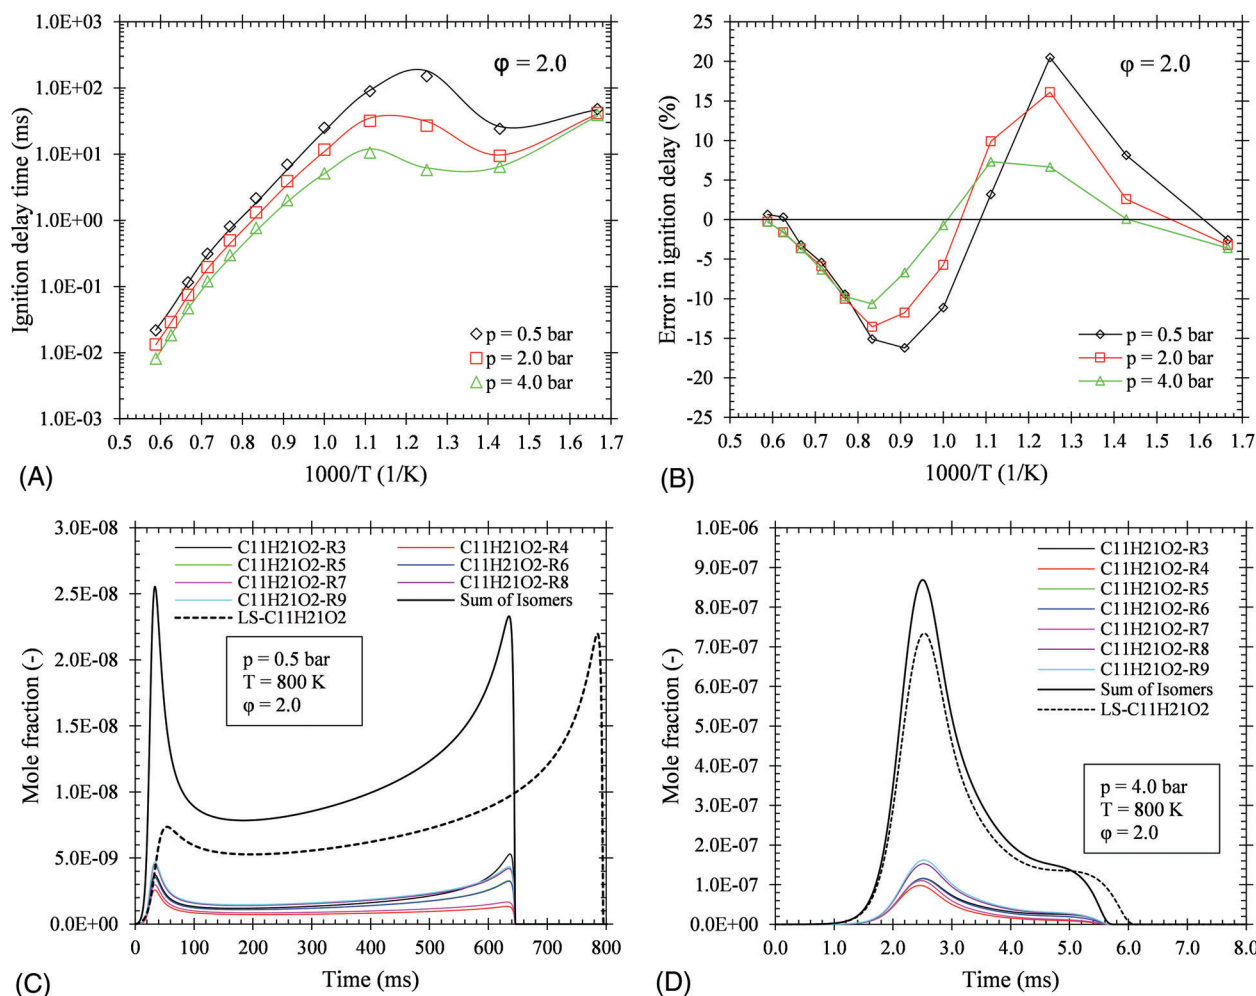 1.0E+03
1.0E+02
1.0E+01
1.0E+00
1.0E-01
1.0E-02
1.0E-03
Ignition delay time (ms)
φ = 2.0
p = 0.5 bar
p = 2.0 bar
p = 4.0 bar
0.5 0.6 0.7 0.8 0.9 1.0 1.1 1.2 1.3 1.4 1.5 1.6 1.7
1000/T (1/K)
(A)
25
20
15
10
5
0
-5
-10
-15
-20
-25
Error in ignition delay (%)
φ = 2.0
p = 0.5 bar
p = 2.0 bar
p = 4.0 bar
0.5 0.6 0.7 0.8 0.9 1.0 1.1 1.2 1.3 1.4 1.5 1.6 1.7
1000/T (1/K)
(B)
3.0E-08
2.5E-08
2.0E-08
1.5E-08
1.0E-08
5.0E-09
0.0E+00
Mole fraction (-)
C11H21O2-R3 C11H21O2-R4
C11H21O2-R5 C11H21O2-R6
C11H21O2-R7 C11H21O2-R8
C11H21O2-R9 Sum of Isomers
LS-C11H21O2
p = 0.5 bar
T = 800 K
φ = 2.0
0 100 200 300 400 500 600 700 800
Time (ms)
(C)
1.0E-06
9.0E-07
8.0E-07
7.0E-07
6.0E-07
5.0E-07
4.0E-07
3.0E-07
2.0E-07
1.0E-07
0.0E+00
Mole fraction (-)
C11H21O2-R3
C11H21O2-R4
C11H21O2-R5
C11H21O2-R6
C11H21O2-R7
C11H21O2-R8
C11H21O2-R9
Sum of Isomers
LS-C11H21O2
p = 4.0 bar
T = 800 K
φ = 2.0
0.0 1.0 2.0 3.0 4.0 5.0 6.0 7.0 8.0
Time (ms)
(D)